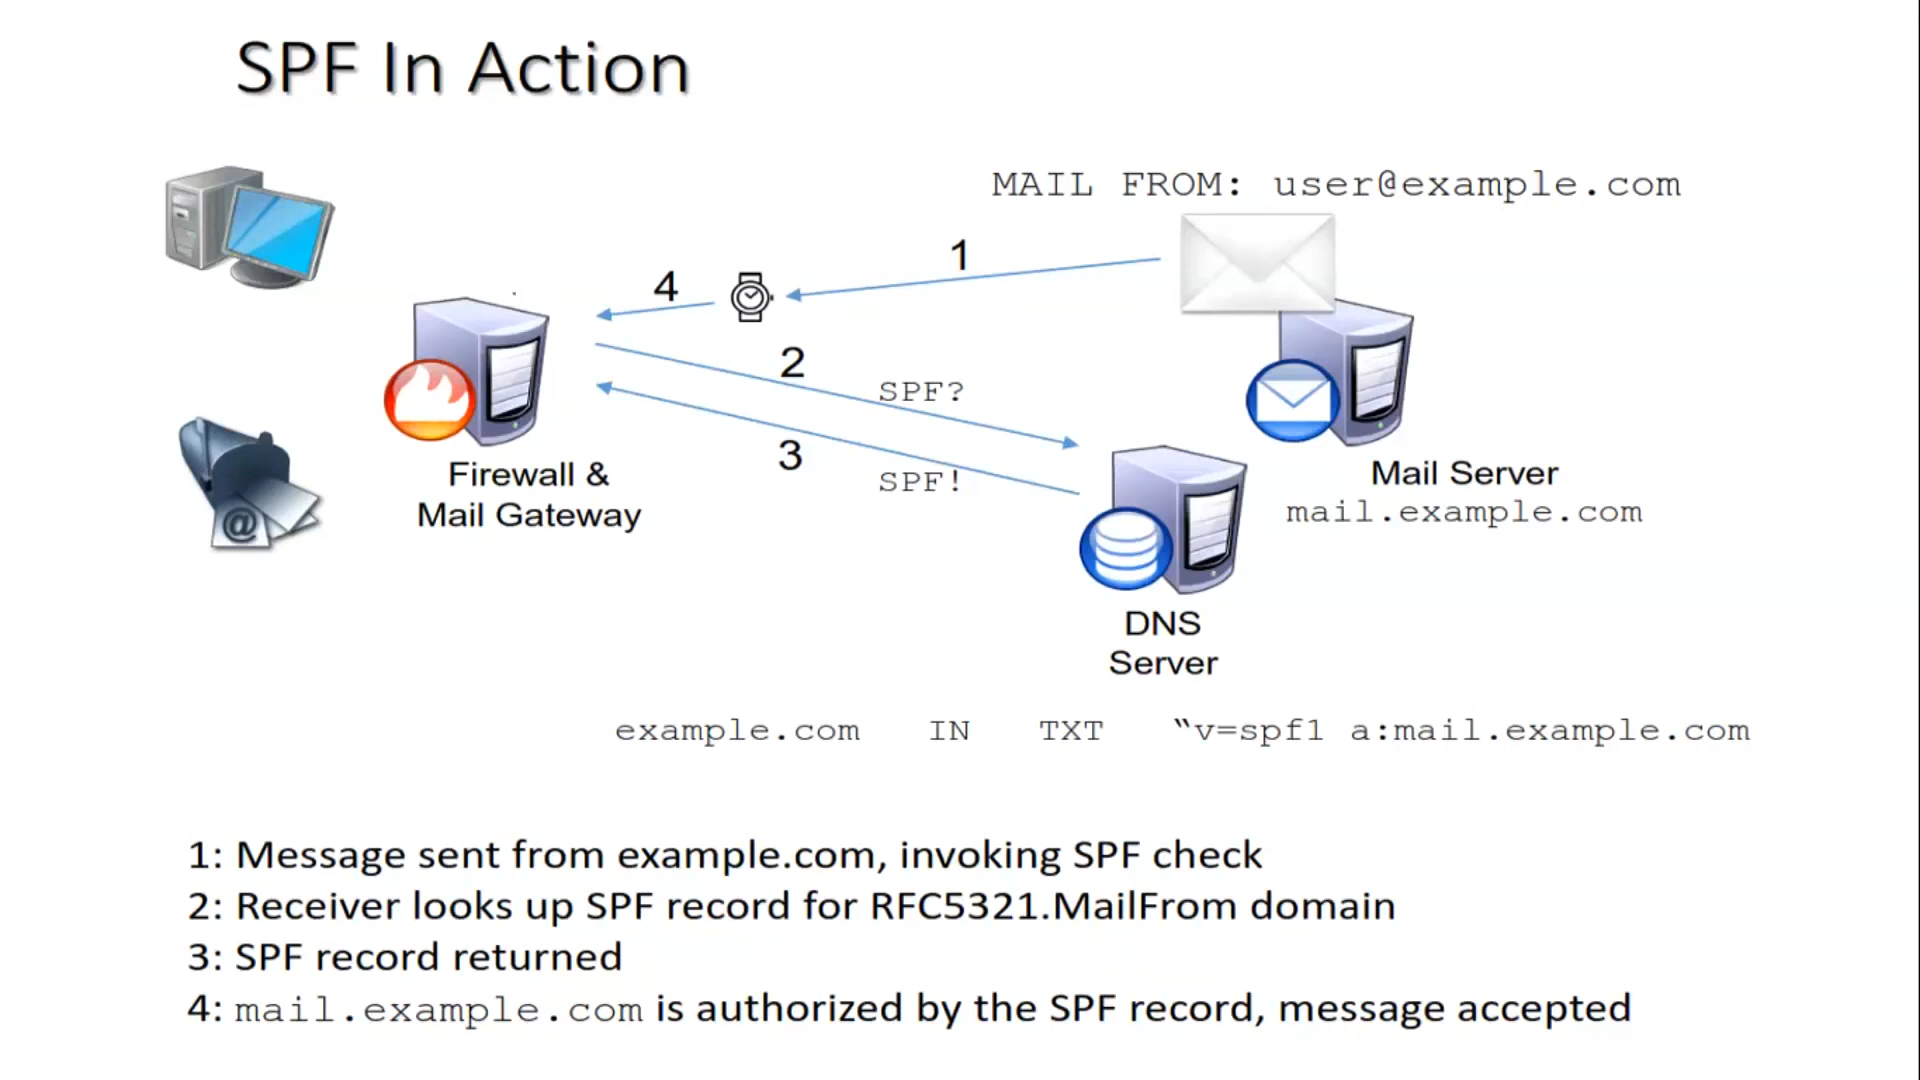 SPF In Action
MAIL FROM: user@example.com
1
4
2
SPF?
3
SPF!
Firewall &
Mail Gateway
Mail Server
mail.example.com
@
DNS
Server
example.com IN TXT “v=spf1 a:mail.example.com
1: Message sent from example.com, invoking SPF check
2: Receiver looks up SPF record for RFC5321.MailFrom domain
3: SPF record returned
4: mail.example.com is authorized by the SPF record, message accepted